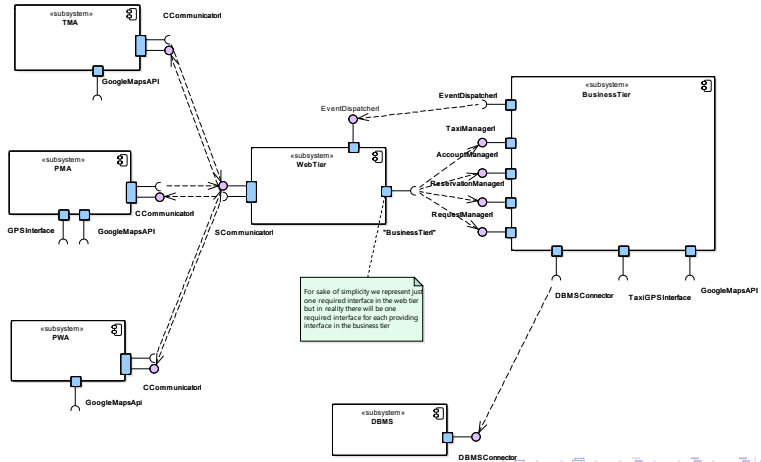 «subsystem»
TMA
CCommunicatorI
GoogleMapsAPI
«subsystem»
PMA
CCommunicatorI
GPSInterface
GoogleMapsAPI
«subsystem»
PWA
CCommunicatorI
GoogleMapsApi
EventDispatcherI
«subsystem»
WebTier
SCommunicatorI
"BusinessTierI"
For sake of simplicity we represent just
one required interface in the web tier
but in reality there will be one
required interface for each providing
interface in the business tier
«subsystem»
BusinessTier
EventDispatcherI
TaxiManagerI
AccountManagerI
ReservationManagerI
RequestManagerI
DBMSConnector
TaxiGPSInterface
GoogleMapsAPI
«subsystem»
DBMS
DBMSConnector